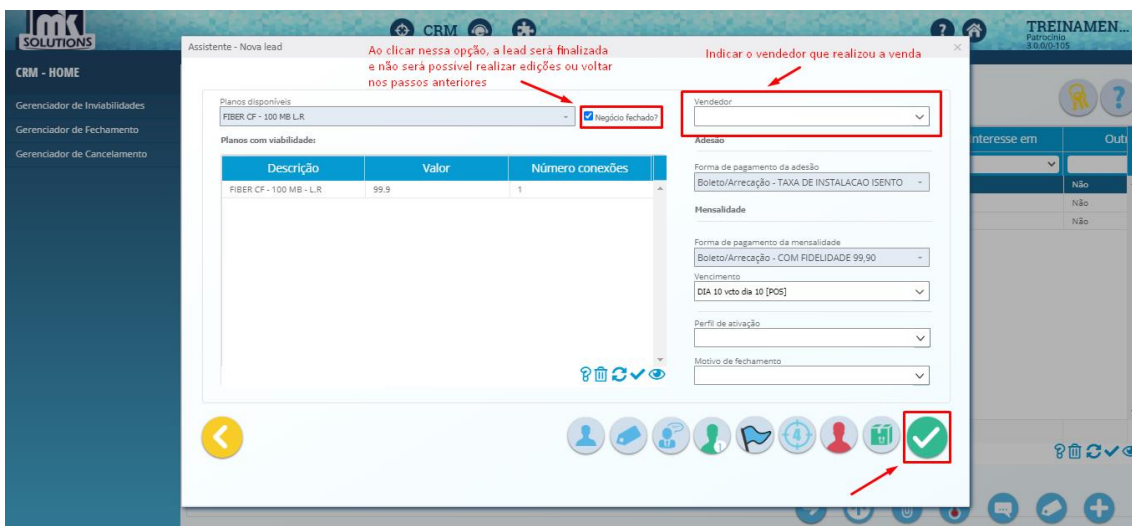 mk
SOLUTIONS
CRM
TREINAMEN...
Patrocinio
3.0.0/0-105
CRM - HOME
Gerenciador de Inviabilidades
Gerenciador de Fechamento
Gerenciador de Cancelamento
Assistente - Nova lead
Ao clicar nessa opção, a lead será finalizada
e não será possível realizar edições ou voltar
nos passos anteriores
Indicar o vendedor que realizou a venda
Planos disponíveis
FIBER CF - 100 MB L.R
Negócio fechado?
Planos com viabilidade:
Descrição Valor Número conexões
FIBER CF - 100 MB - L.R 99.9 1
Vendedor
Adesão
Forma de pagamento da adesão
Boleto/Arrecação - TAXA DE INSTALACAO ISENTO
Mensalidade
Forma de pagamento da mensalidade
Boleto/Arrecação - COM FIDELIDADE 99,90
Vencimento
DIA 10 vcto dia 10 [POS]
Perfil de ativação
Motivo de fechamento
1
4
Interesse em
Não
Não
Não